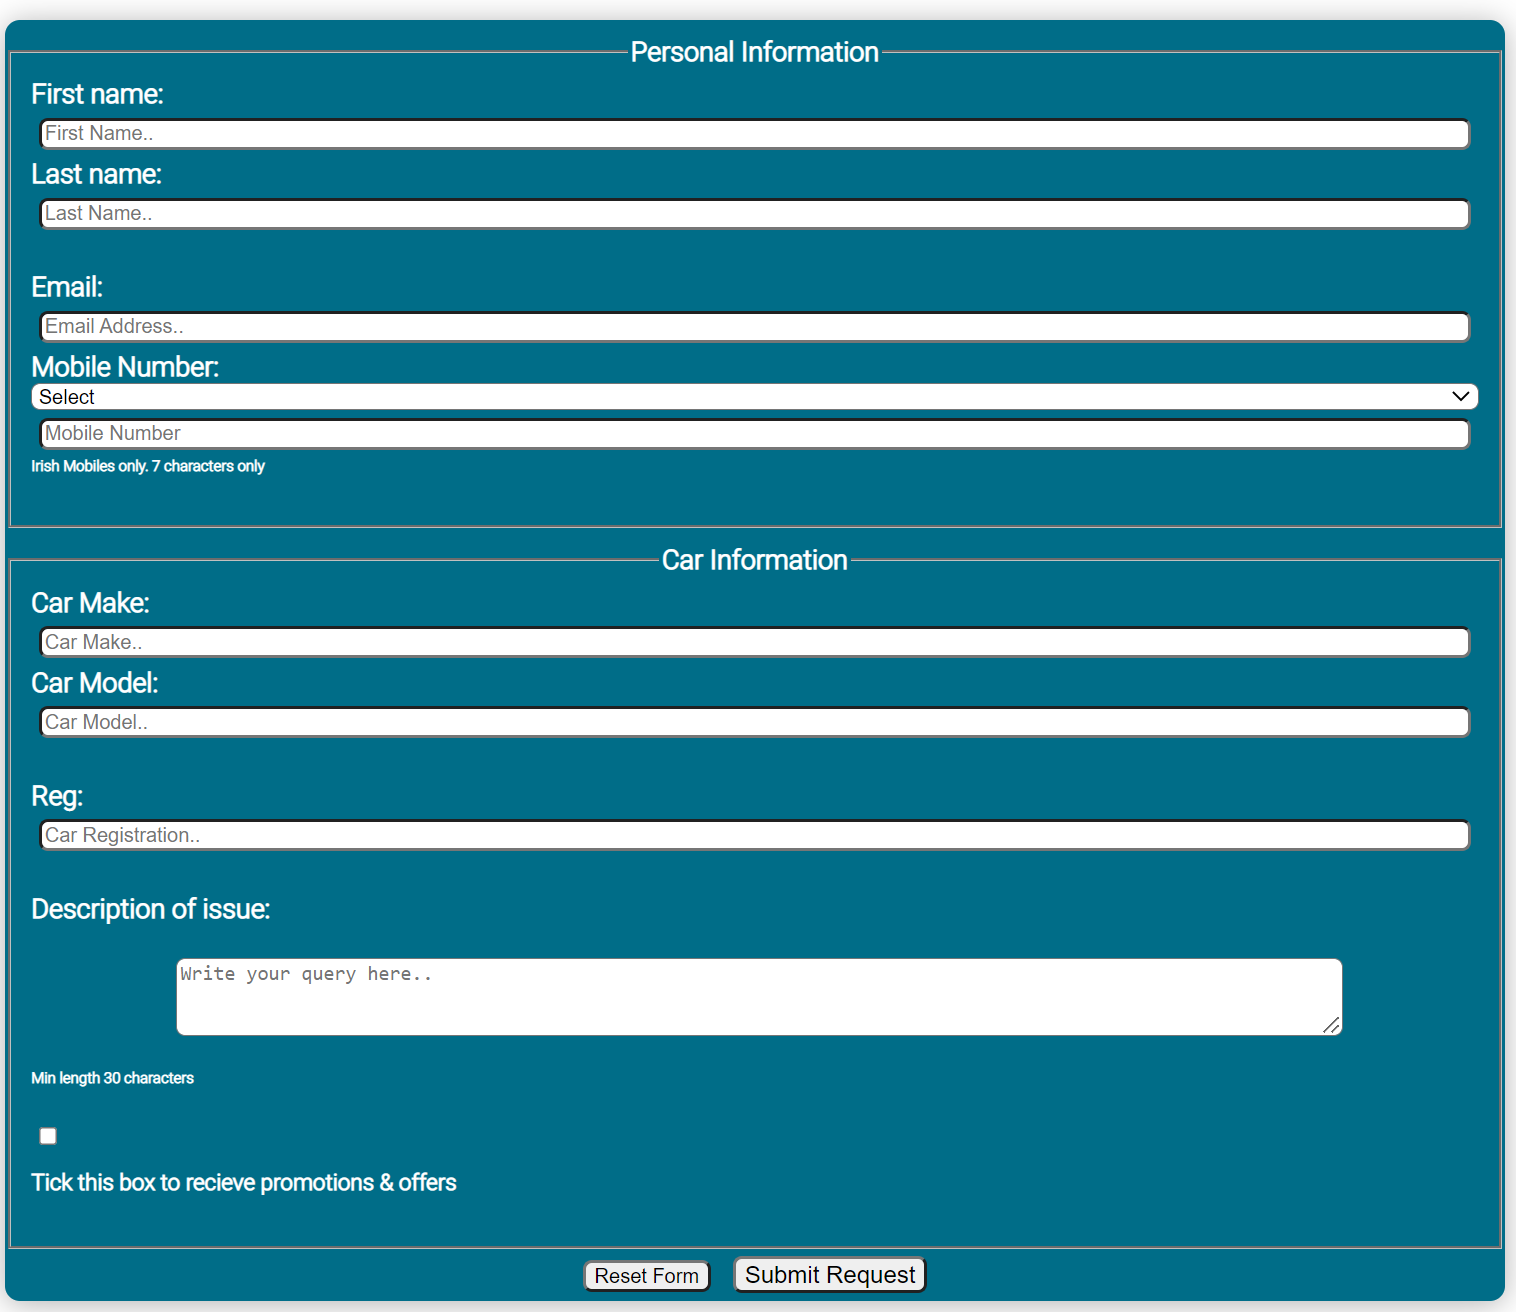 Personal Information
First name:
First Name..
Last name:
Last Name..
Email:
Email Address..
Mobile Number:
Select
Mobile Number
Irish Mobiles only. 7 characters only
Car Information
Car Make:
Car Make..
Car Model:
Car Model..
Reg:
Car Registration..
Description of issue:
Write your query here..
Min length 30 characters
Tick this box to recieve promotions & offers
Reset Form Submit Request